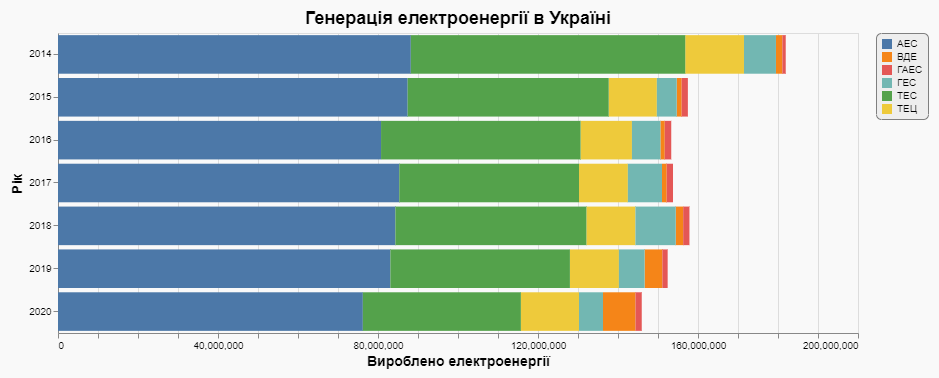 Генерація електроенергії в Україні
2014
2015
2016
2017
2018
2019
2020
Рік
0
40,000,000
80,000,000
120,000,000
160,000,000
200,000,000
Вироблено електроенергії
АЕС
ВДЕ
ГАЕС
ГЕС
ТЕС
ТЕЦ